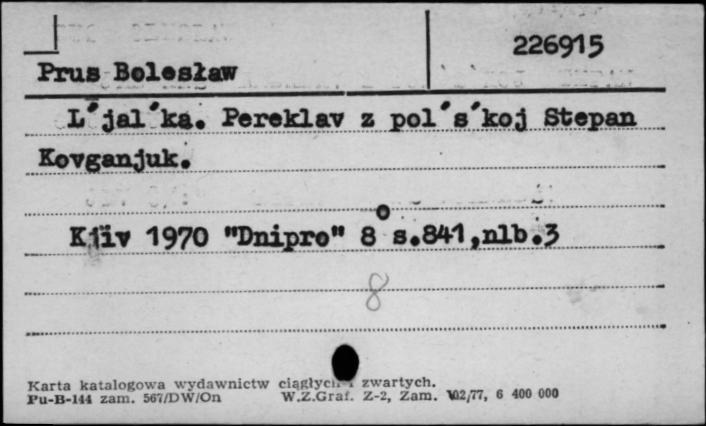 226915
Prus Bolesław
L´jal´ka. Pereklav z pol´s´koj Stepan
Kovganjuk.
Kiïv 1970 "Dnipro" 8° s.841,nlb.3
8
Karta katalogowa wydawnictw ciągłych i zwartych.
Pu-B-144 zam. 567/DW/On W.Z.Graf. Z-2, Zam. 102/77, 6 400 000